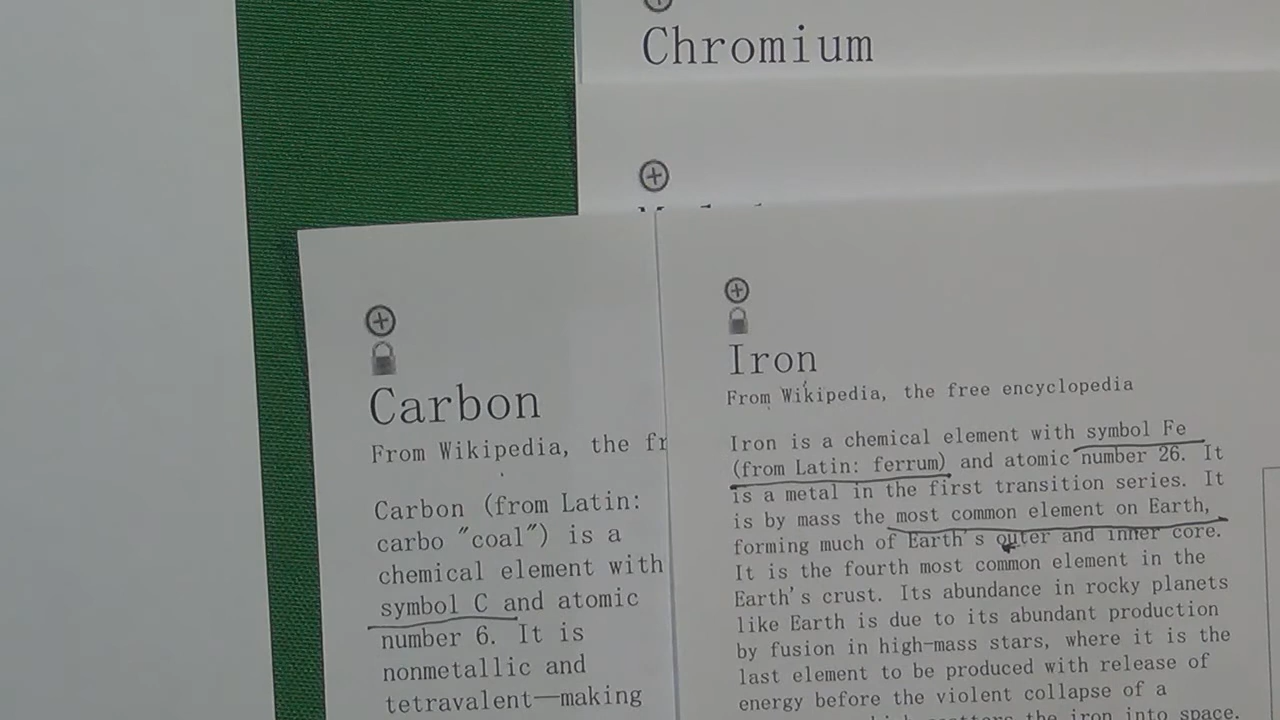 Chromium
Carbon
From Wikipedia, the fr
Carbon (from Latin:
carbo "coal") is a
chemical element with
symbol C and atomic
number 6. It is
nonmetallic and
tetravalent—making
Iron
From Wikipedia, the free encyclopedia
Iron is a chemical element with symbol Fe
(from Latin: ferrum) and atomic number 26. It
is a metal in the first transition series. It
is by mass the most common element on Earth,
forming much of Earth's outer and inner core.
It is the fourth most common element in the
Earth's crust. Its abundance in rocky planets
like Earth is due to its abundant production
by fusion in high-mass stars, where it is the
last element to be produced with release of
energy before the violent collapse of a
the iron into space.